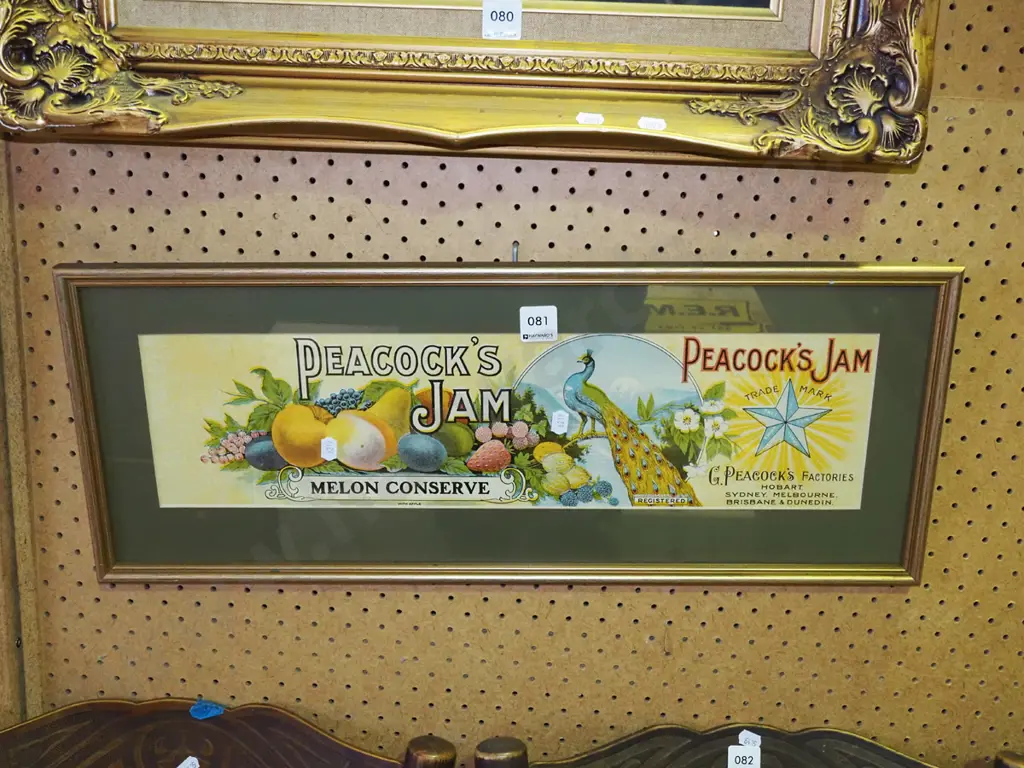 080
R.E.M
081
PEACOCK'S
JAM
MELON CONSERVE
REGISTERED
PEACOCK'S JAM
TRADE MARK
G. PEACOCK'S FACTORIES
HOBART
SYDNEY. MELBOURNE.
BRISBANE & DUNEDIN.
082